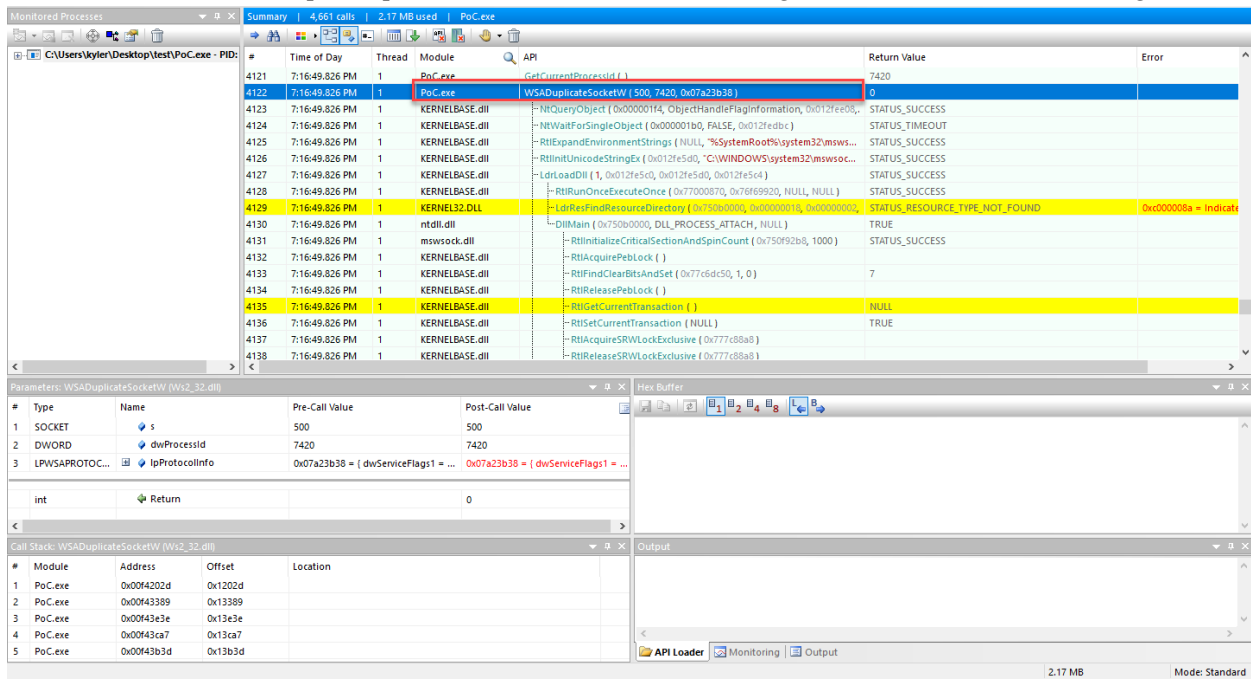 Monitored Processes
Summary | 4,661 calls | 2.17 MB used | PoC.exe
C:\Users\kyler\Desktop\test\PoC.exe - PID:
# Time of Day Thread Module API Return Value Error
4121 7:16:49.826 PM 1 PoC.exe GetCurrentProcessId ( ) 7420
4122 7:16:49.826 PM 1 PoC.exe WSADuplicateSocketW ( 500, 7420, 0x07a23b38 ) 0
4123 7:16:49.826 PM 1 KERNELBASE.dll NtQueryObject ( 0x000001f4, ObjectHandleFlagInformation, 0x012fee08,... STATUS_SUCCESS
4124 7:16:49.826 PM 1 KERNELBASE.dll NtWaitForSingleObject ( 0x000001b0, FALSE, 0x012fedbc ) STATUS_TIMEOUT
4125 7:16:49.826 PM 1 KERNELBASE.dll RtlExpandEnvironmentStrings ( NULL, "%SystemRoot%\system32\msws... STATUS_SUCCESS
4126 7:16:49.826 PM 1 KERNELBASE.dll RtlInitUnicodeStringEx ( 0x012fe5d0, "C:\WINDOWS\system32\mswsoc... STATUS_SUCCESS
4127 7:16:49.826 PM 1 KERNELBASE.dll LdrLoadDll ( 1, 0x012fe5c0, 0x012fe5d0, 0x012fe5c4 ) STATUS_SUCCESS
4128 7:16:49.826 PM 1 KERNELBASE.dll RtlRunOnceExecuteOnce ( 0x77000870, 0x76f69920, NULL, NULL ) STATUS_SUCCESS
4129 7:16:49.826 PM 1 KERNEL32.DLL LdrResFindResourceDirectory ( 0x750b0000, 0x00000018, 0x00000002, STATUS_RESOURCE_TYPE_NOT_FOUND 0xc000008a = Indicate
4130 7:16:49.826 PM 1 ntdll.dll DllMain ( 0x750b0000, DLL_PROCESS_ATTACH, NULL ) TRUE
4131 7:16:49.826 PM 1 mswsock.dll RtlInitializeCriticalSectionAndSpinCount ( 0x750f92b8, 1000 ) STATUS_SUCCESS
4132 7:16:49.826 PM 1 KERNELBASE.dll RtlAcquirePebLock ( )
4133 7:16:49.826 PM 1 KERNELBASE.dll RtlFindClearBitsAndSet ( 0x77c6dc50, 1, 0 ) 7
4134 7:16:49.826 PM 1 KERNELBASE.dll RtlReleasePebLock ( )
4135 7:16:49.826 PM 1 KERNELBASE.dll RtlGetCurrentTransaction ( ) NULL
4136 7:16:49.826 PM 1 KERNELBASE.dll RtlSetCurrentTransaction ( NULL ) TRUE
4137 7:16:49.826 PM 1 KERNELBASE.dll RtlAcquireSRWLockExclusive ( 0x777c88a8 )
4138 7:16:49.826 PM 1 KERNELBASE.dll RtlReleaseSRWLockExclusive ( 0x777c88a8 )
Parameters: WSADuplicateSocketW (Ws2_32.dll)
# Type Name Pre-Call Value Post-Call Value
1 SOCKET s 500 500
2 DWORD dwProcessId 7420 7420
3 LPWSAPROTOC... lpProtocolInfo 0x07a23b38 = { dwServiceFlags1 = ... 0x07a23b38 = { dwServiceFlags1 = ...
int Return 0
Hex Buffer
1 2 4 8 L B
Call Stack: WSADuplicateSocketW (Ws2_32.dll)
# Module Address Offset Location
1 PoC.exe 0x00f4202d 0x1202d
2 PoC.exe 0x00f43389 0x13389
3 PoC.exe 0x00f43e3e 0x13e3e
4 PoC.exe 0x00f43ca7 0x13ca7
5 PoC.exe 0x00f43b3d 0x13b3d
Output
API Loader Monitoring Output
2.17 MB Mode: Standard